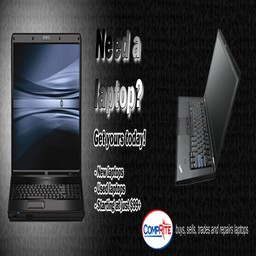 Need a
laptop?
Get yours today!
- New laptops
- Used laptops
- Starting at just $99+
COMPRITE
buys, sells, trades and repairs laptops